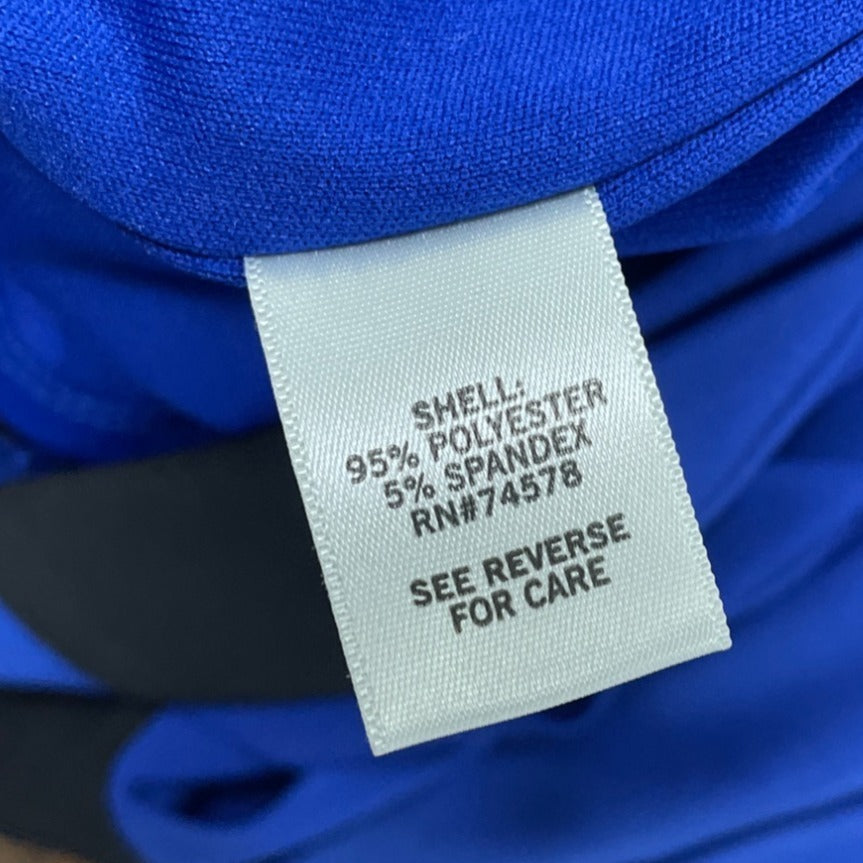 SHELL:
95% POLYESTER
5% SPANDEX
RN#74578
SEE REVERSE
FOR CARE